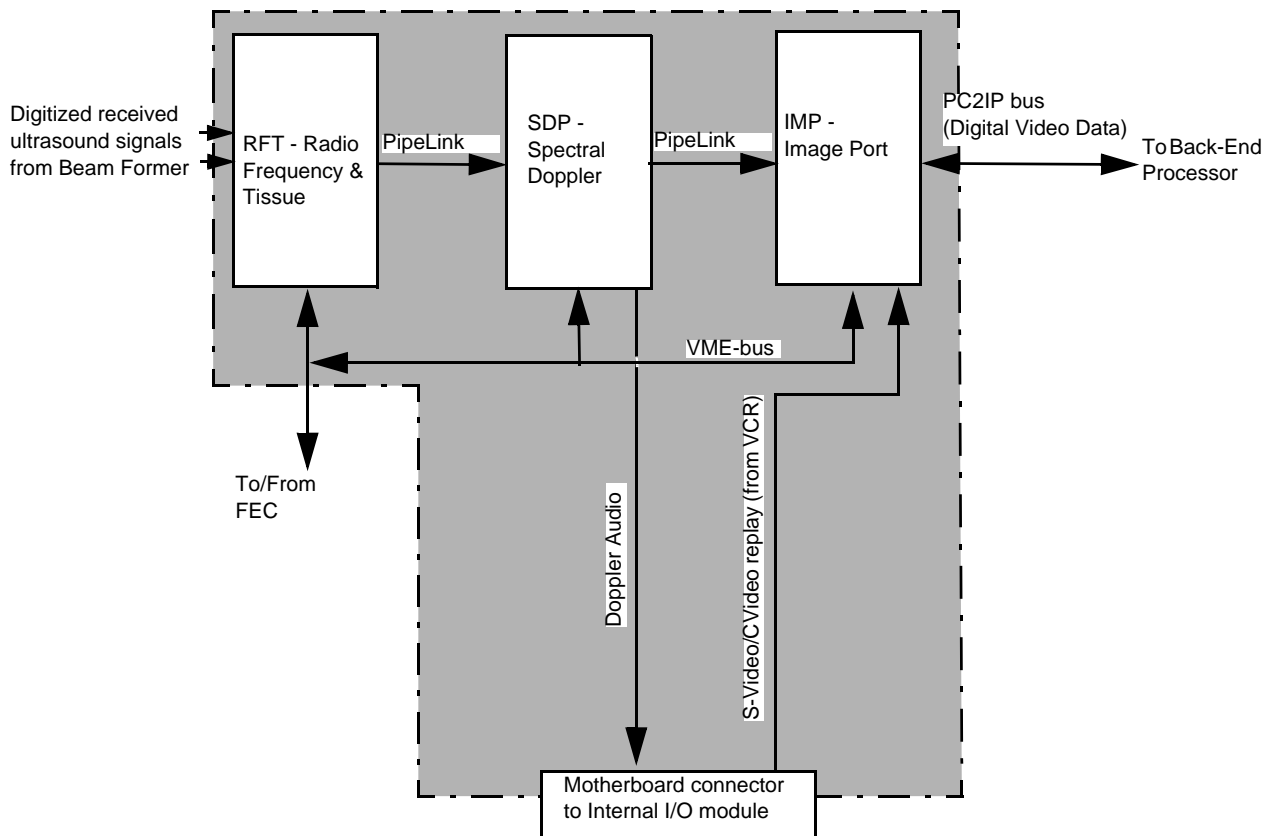 Digitized received
ultrasound signals
from Beam Former
RFT - Radio
Frequency &
Tissue
PipeLink
SDP -
Spectral
Doppler
PipeLink
IMP -
Image Port
PC2IP bus
(Digital Video Data)
To Back-End
Processor
VME-bus
To/From
FEC
Doppler Audio
S-Video/CVideo replay (from VCR)
Motherboard connector
to Internal I/O module